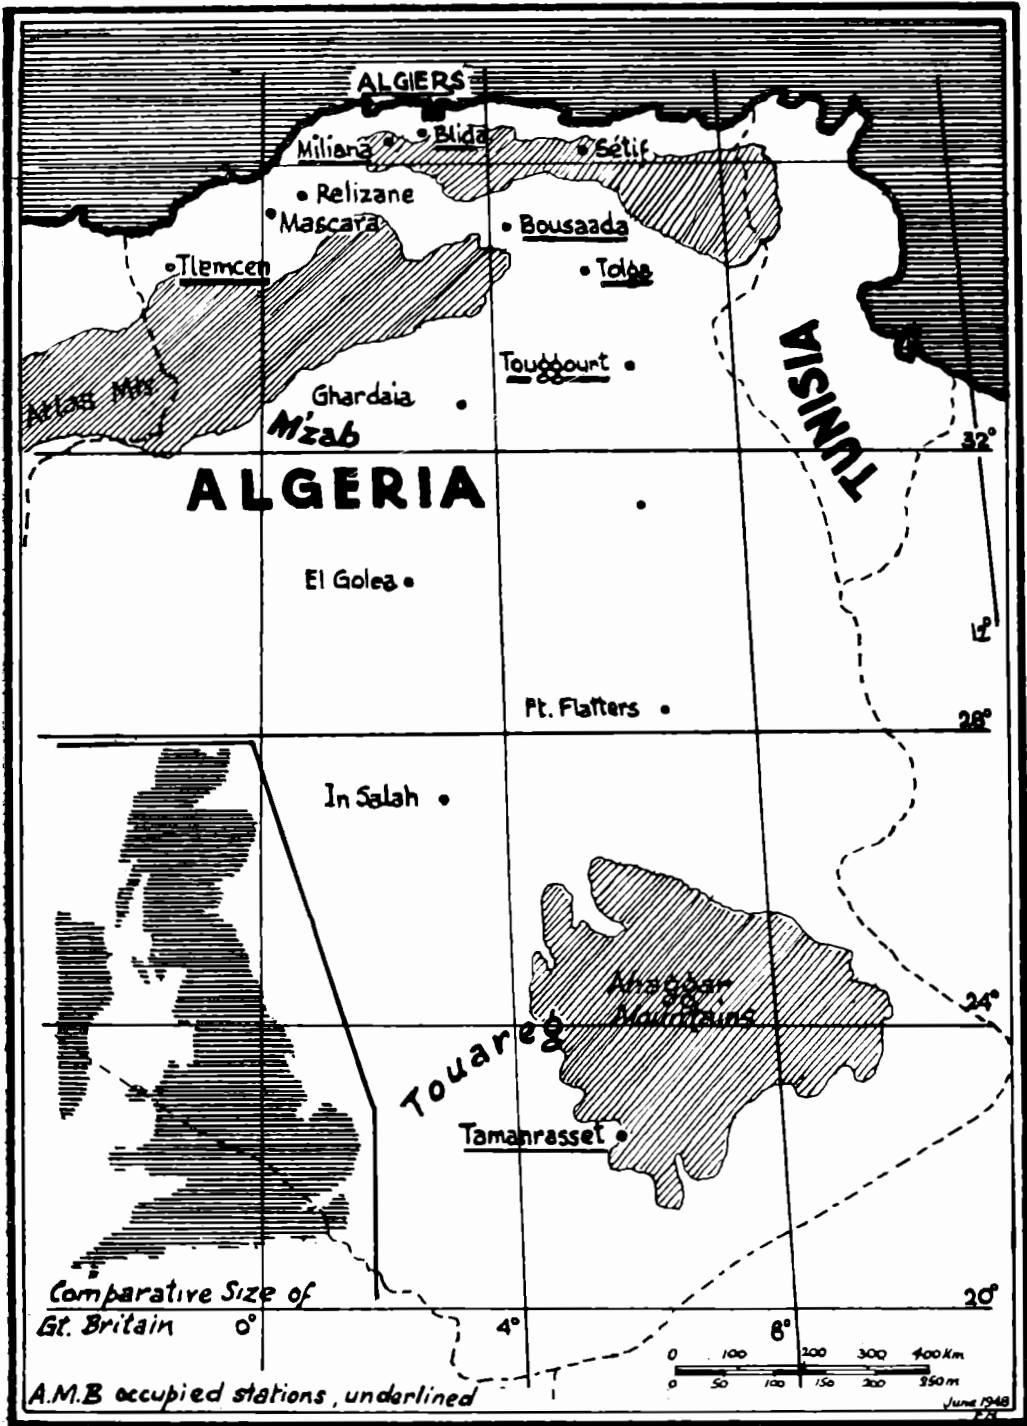 ALGIERS
Blida
Miliana
Sétif
Relizane
Mascara
Bousaada
Tlemcen
Tolga
TUNISIA
Touggourt
Atlas Mts.
Ghardaia
M'zab
32°
ALGERIA
El Golea
12°
Ft. Flatters
28°
In Salah
Ahaggar
Mountains
24°
Touareg
Tamanrasset
Comparative Size of
Gt. Britain
20°
0°
4°
8°
0 100 200 300 400 Km
0 50 100 150 200 250 m
A.M.B occupied stations, underlined
June 1948